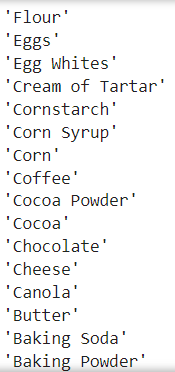 'Flour'
'Eggs'
'Egg Whites'
'Cream of Tartar'
'Cornstarch'
'Corn Syrup'
'Corn'
'Coffee'
'Cocoa Powder'
'Cocoa'
'Chocolate'
'Cheese'
'Canola'
'Butter'
'Baking Soda'
'Baking Powder'